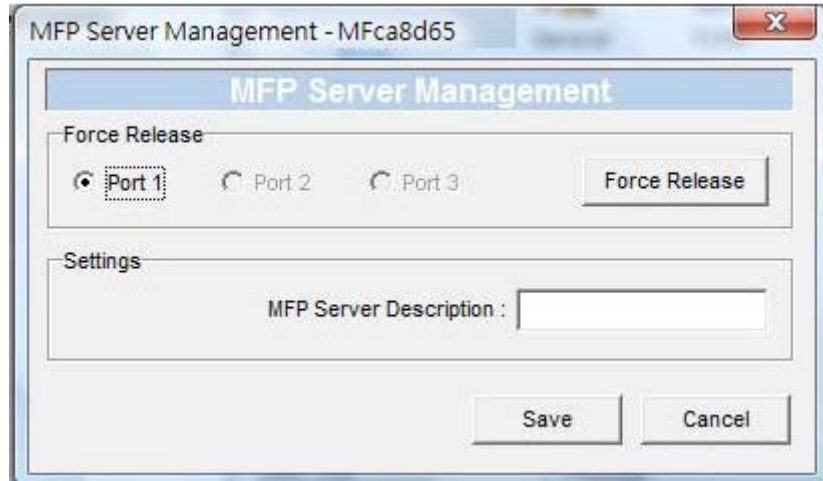 MFP Server Management - MFca8d65
MFP Server Management
Force Release
Port 1 Port 2 Port 3 Force Release
Settings
MFP Server Description :
Save Cancel